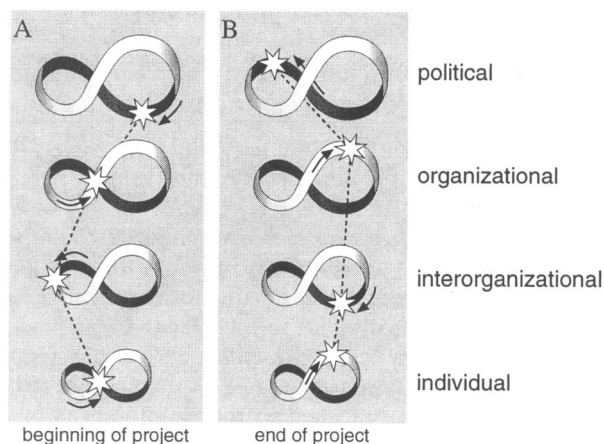 A
B
political
organizational
interorganizational
individual
beginning of project
end of project